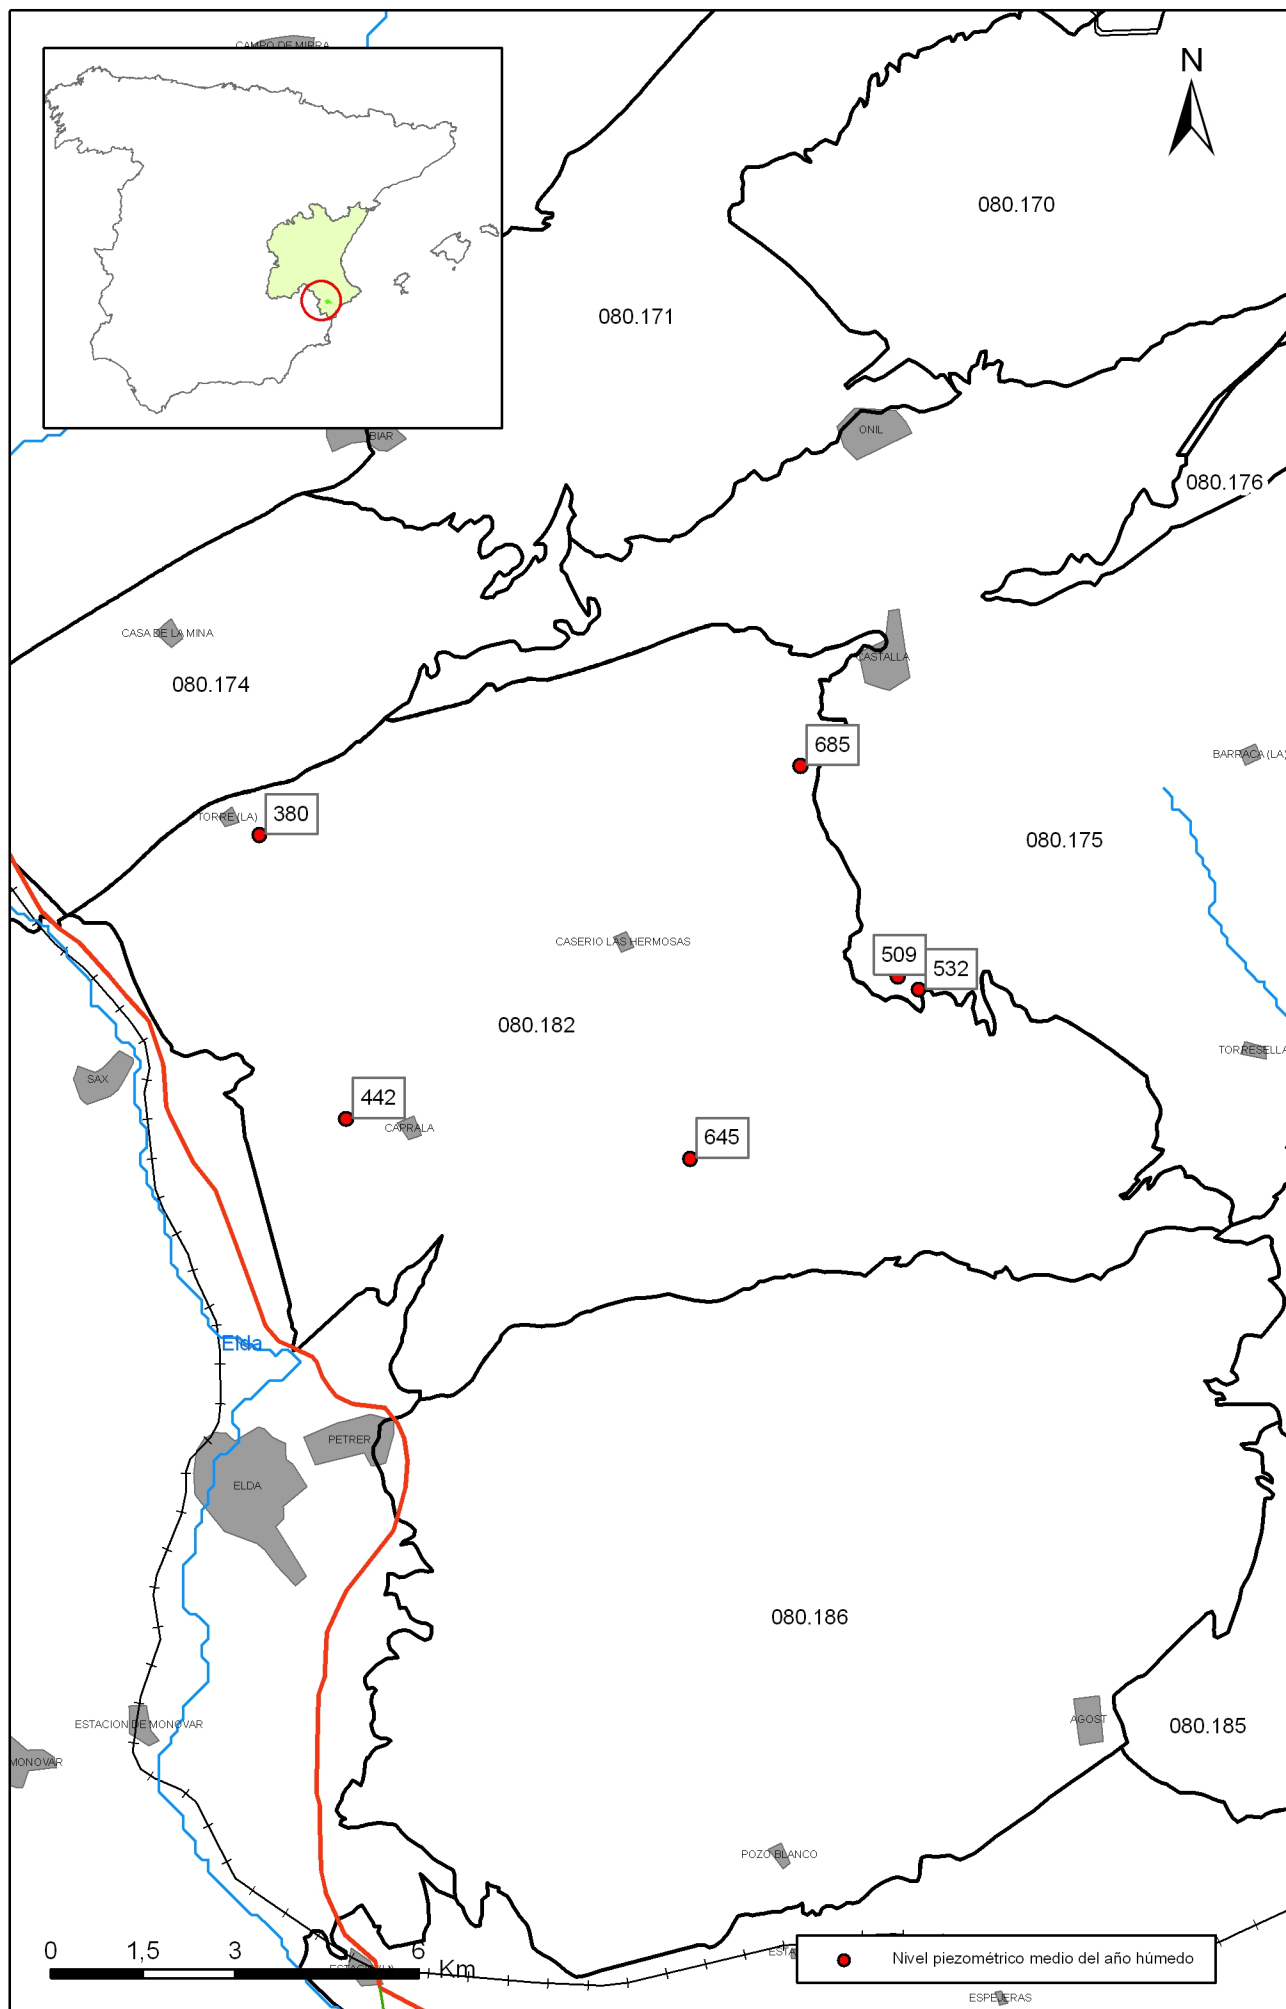 CAMPO DE MIRRA
N
080.170
080.171
BIAR
ONIL
080.176
CASA DE LA MINA
CASTALLA
080.174
685
BARRACA (LA)
380
TORRE (LA)
080.175
CASERIO LAS HERMOSAS
509
532
080.182
TORRESELLA
SAX
442
CAPRALA
645
Elda
PETRER
ELDA
080.186
ESTACION DE MONOVAR
AGOST
080.185
MONOVAR
POZO BLANCO
0 1,5 3 6
Km
Nivel piezométrico medio del año húmedo
ESPEJERAS